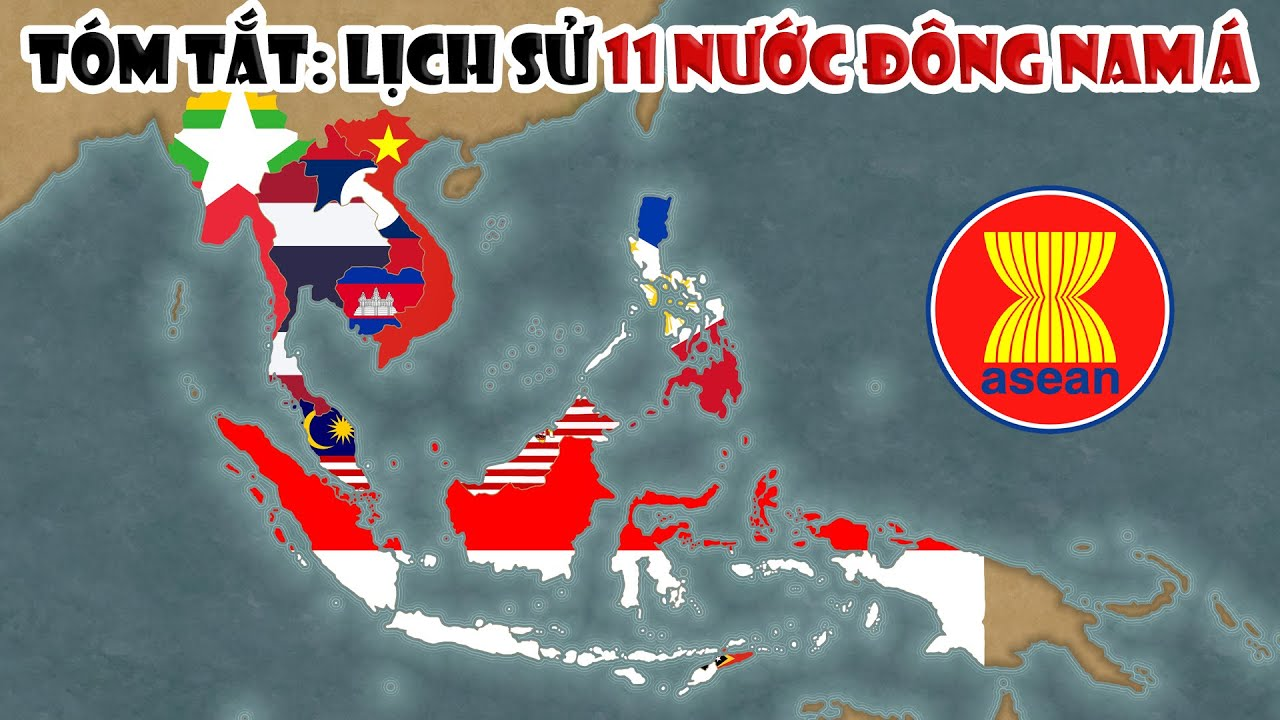 TÓM TẮT: LỊCH SỬ 11 NƯỚC ĐÔNG NAM Á
asean